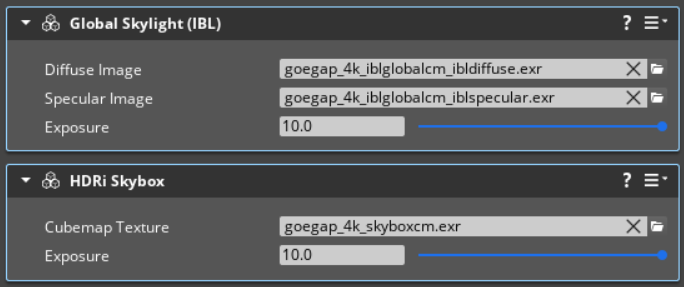 Global Skylight (IBL) ?
Diffuse Image goegap_4k_iblglobalcm_ibldiffuse.exr
Specular Image goegap_4k_iblglobalcm_iblspecular.exr
Exposure 10.0
HDRi Skybox ?
Cubemap Texture goegap_4k_skyboxcm.exr
Exposure 10.0